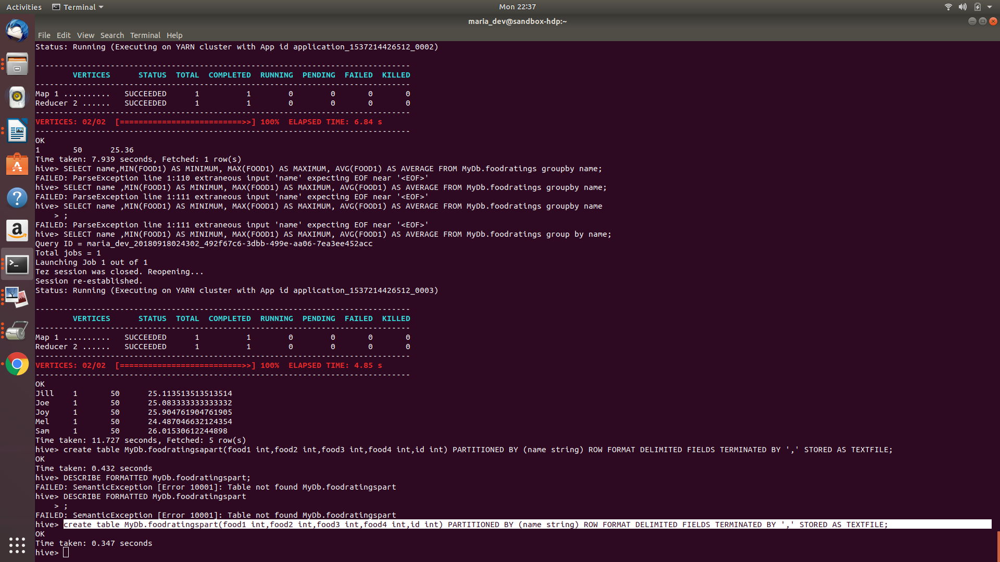 Activities Terminal Mon 22:37
maria_dev@sandbox-hdp:~
File Edit View Search Terminal Help
Status: Running (Executing on YARN cluster with App id application_1537214426512_0002)
--------------------------------------------------------------------------------
VERTICES STATUS TOTAL COMPLETED RUNNING PENDING FAILED KILLED
--------------------------------------------------------------------------------
Map 1 .......... SUCCEEDED 1 1 0 0 0 0
Reducer 2 ...... SUCCEEDED 1 1 0 0 0 0
--------------------------------------------------------------------------------
VERTICES: 02/02 [==========================>>] 100% ELAPSED TIME: 6.84 s
--------------------------------------------------------------------------------
OK
1 50 25.36
Time taken: 7.939 seconds, Fetched: 1 row(s)
hive> SELECT name,MIN(FOOD1) AS MINIMUM, MAX(FOOD1) AS MAXIMUM, AVG(FOOD1) AS AVERAGE FROM MyDb.foodratings groupby name;
FAILED: ParseException line 1:110 extraneous input 'name' expecting EOF near '<EOF>'
hive> SELECT name ,MIN(FOOD1) AS MINIMUM, MAX(FOOD1) AS MAXIMUM, AVG(FOOD1) AS AVERAGE FROM MyDb.foodratings groupby name;
FAILED: ParseException line 1:111 extraneous input 'name' expecting EOF near '<EOF>'
hive> SELECT name ,MIN(FOOD1) AS MINIMUM, MAX(FOOD1) AS MAXIMUM, AVG(FOOD1) AS AVERAGE FROM MyDb.foodratings groupby name
> ;
FAILED: ParseException line 1:111 extraneous input 'name' expecting EOF near '<EOF>'
hive> SELECT name ,MIN(FOOD1) AS MINIMUM, MAX(FOOD1) AS MAXIMUM, AVG(FOOD1) AS AVERAGE FROM MyDb.foodratings group by name;
Query ID = maria_dev_20180918024302_492f67c6-3dbb-499e-aa06-7ea3ee452acc
Total jobs = 1
Launching Job 1 out of 1
Tez session was closed. Reopening...
Session re-established.
Status: Running (Executing on YARN cluster with App id application_1537214426512_0003)
--------------------------------------------------------------------------------
VERTICES STATUS TOTAL COMPLETED RUNNING PENDING FAILED KILLED
--------------------------------------------------------------------------------
Map 1 .......... SUCCEEDED 1 1 0 0 0 0
Reducer 2 ...... SUCCEEDED 1 1 0 0 0 0
--------------------------------------------------------------------------------
VERTICES: 02/02 [==========================>>] 100% ELAPSED TIME: 4.85 s
--------------------------------------------------------------------------------
OK
Jill 1 50 25.113513513513514
Joe 1 50 25.083333333333332
Joy 1 50 25.904761904761905
Mel 1 50 24.487046632124354
Sam 1 50 26.01530612244898
Time taken: 11.727 seconds, Fetched: 5 row(s)
hive> create table MyDb.foodratingsapart(food1 int,food2 int,food3 int,food4 int,id int) PARTITIONED BY (name string) ROW FORMAT DELIMITED FIELDS TERMINATED BY ',' STORED AS TEXTFILE;
OK
Time taken: 0.432 seconds
hive> DESCRIBE FORMATTED MyDb.foodratingspart;
FAILED: SemanticException [Error 10001]: Table not found MyDb.foodratingspart
hive> DESCRIBE FORMATTED MyDb.foodratingspart
> ;
FAILED: SemanticException [Error 10001]: Table not found MyDb.foodratingspart
hive> create table MyDb.foodratingspart(food1 int,food2 int,food3 int,food4 int,id int) PARTITIONED BY (name string) ROW FORMAT DELIMITED FIELDS TERMINATED BY ',' STORED AS TEXTFILE;
OK
Time taken: 0.347 seconds
hive>